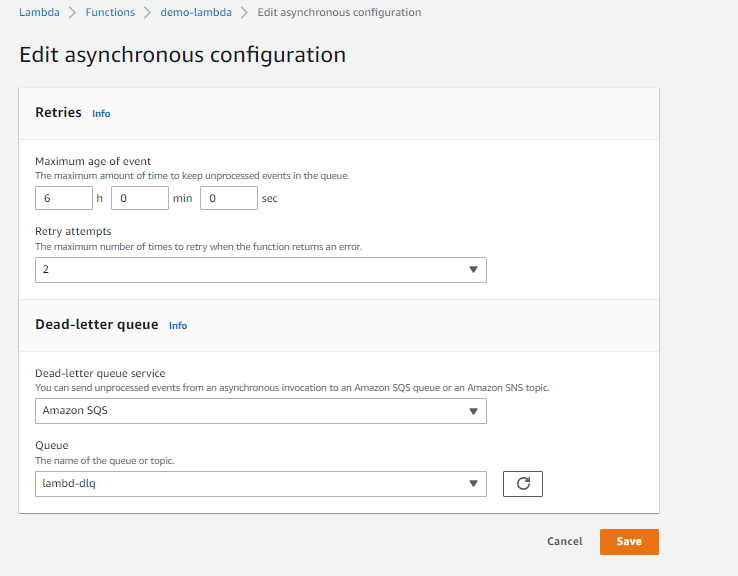 Lambda > Functions > demo-lambda > Edit asynchronous configuration
Edit asynchronous configuration
Retries Info
Maximum age of event
The maximum amount of time to keep unprocessed events in the queue.
6 h 0 min 0 sec
Retry attempts
The maximum number of times to retry when the function returns an error.
2
Dead-letter queue Info
Dead-letter queue service
You can send unprocessed events from an asynchronous invocation to an Amazon SQS queue or an Amazon SNS topic.
Amazon SQS
Queue
The name of the queue or topic.
lambd-dlq
Cancel Save